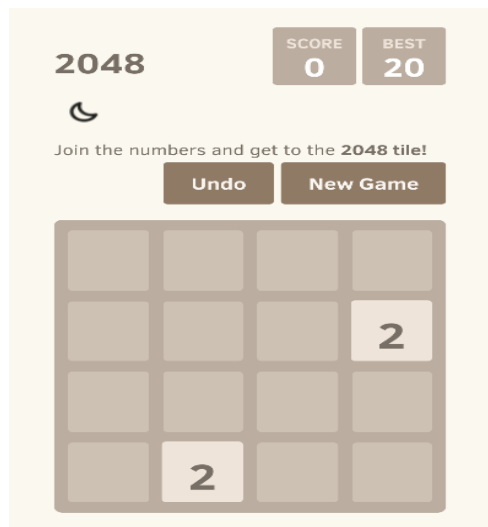 2048
SCORE
0
BEST
20
Join the numbers and get to the 2048 tile!
Undo
New Game
2
2